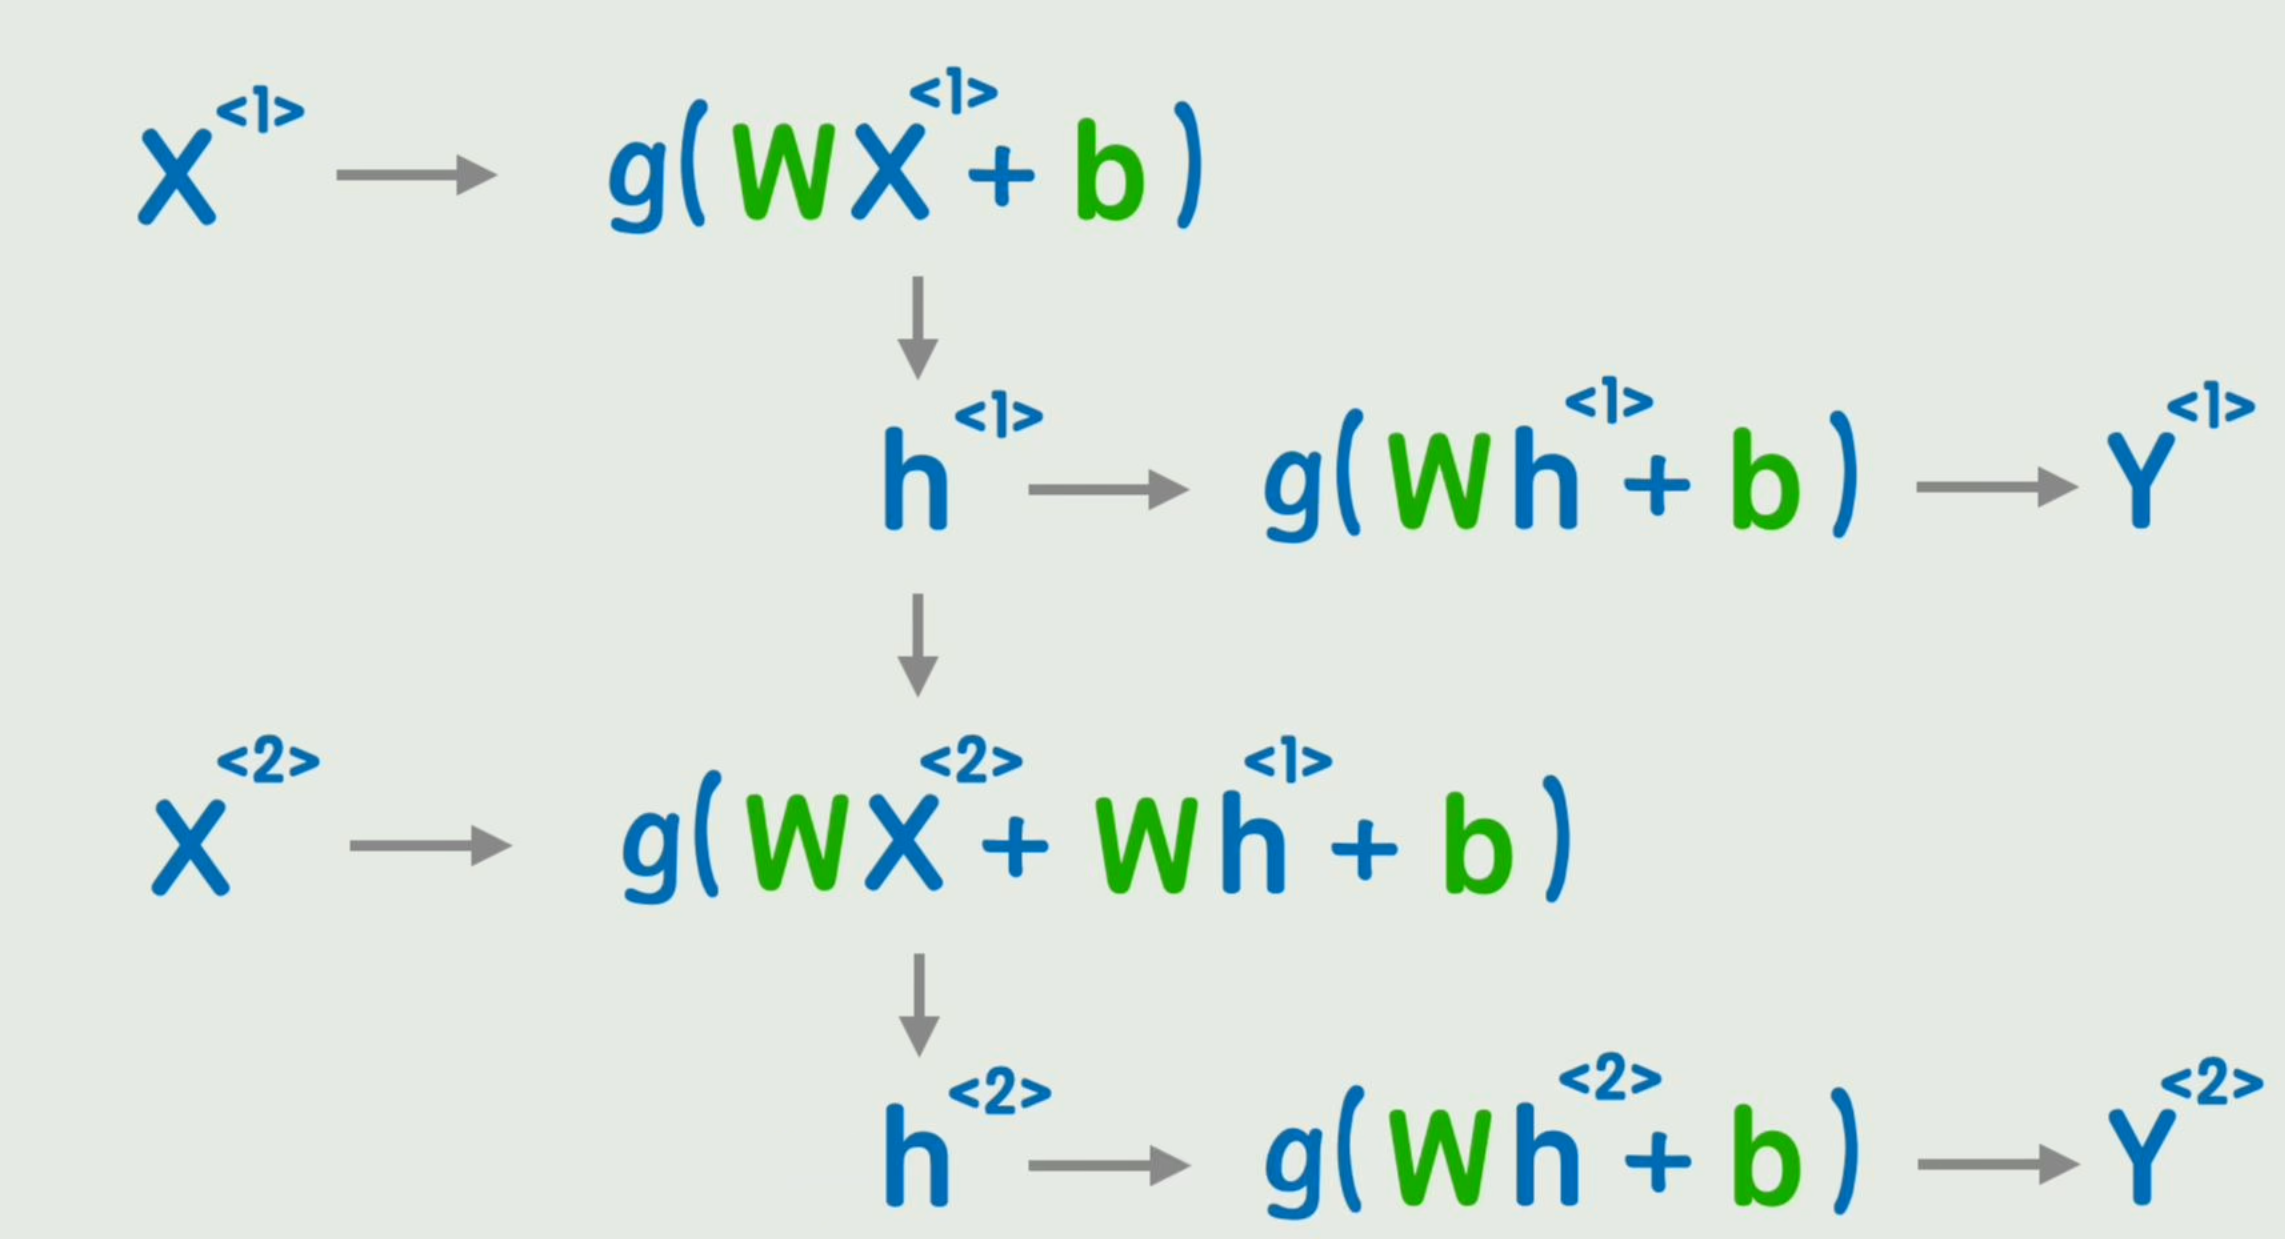 X<1> → g(WX<1> + b)
h<1> → g(Wh<1> + b) → Y<1>
X<2> → g(WX<2> + Wh<1> + b)
h<2> → g(Wh<2> + b) → Y<2>